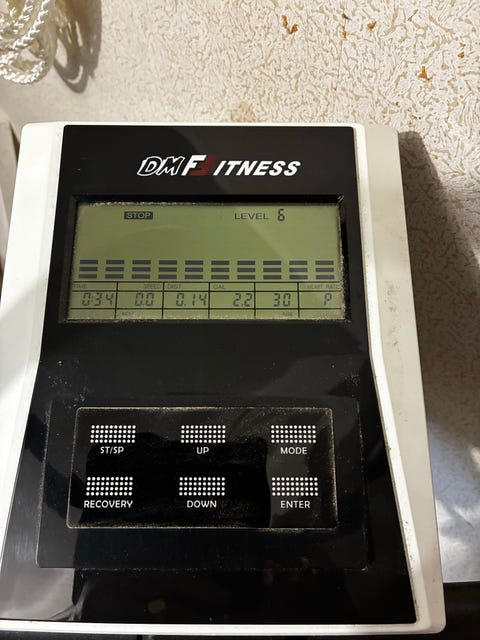 DMFITNESS
STOP LEVEL 6
TIME SPEED DIST CAL HEART RATE
0:34 0.0 0.14 2.2 30 P
AGE
ST/SP UP MODE
RECOVERY DOWN ENTER